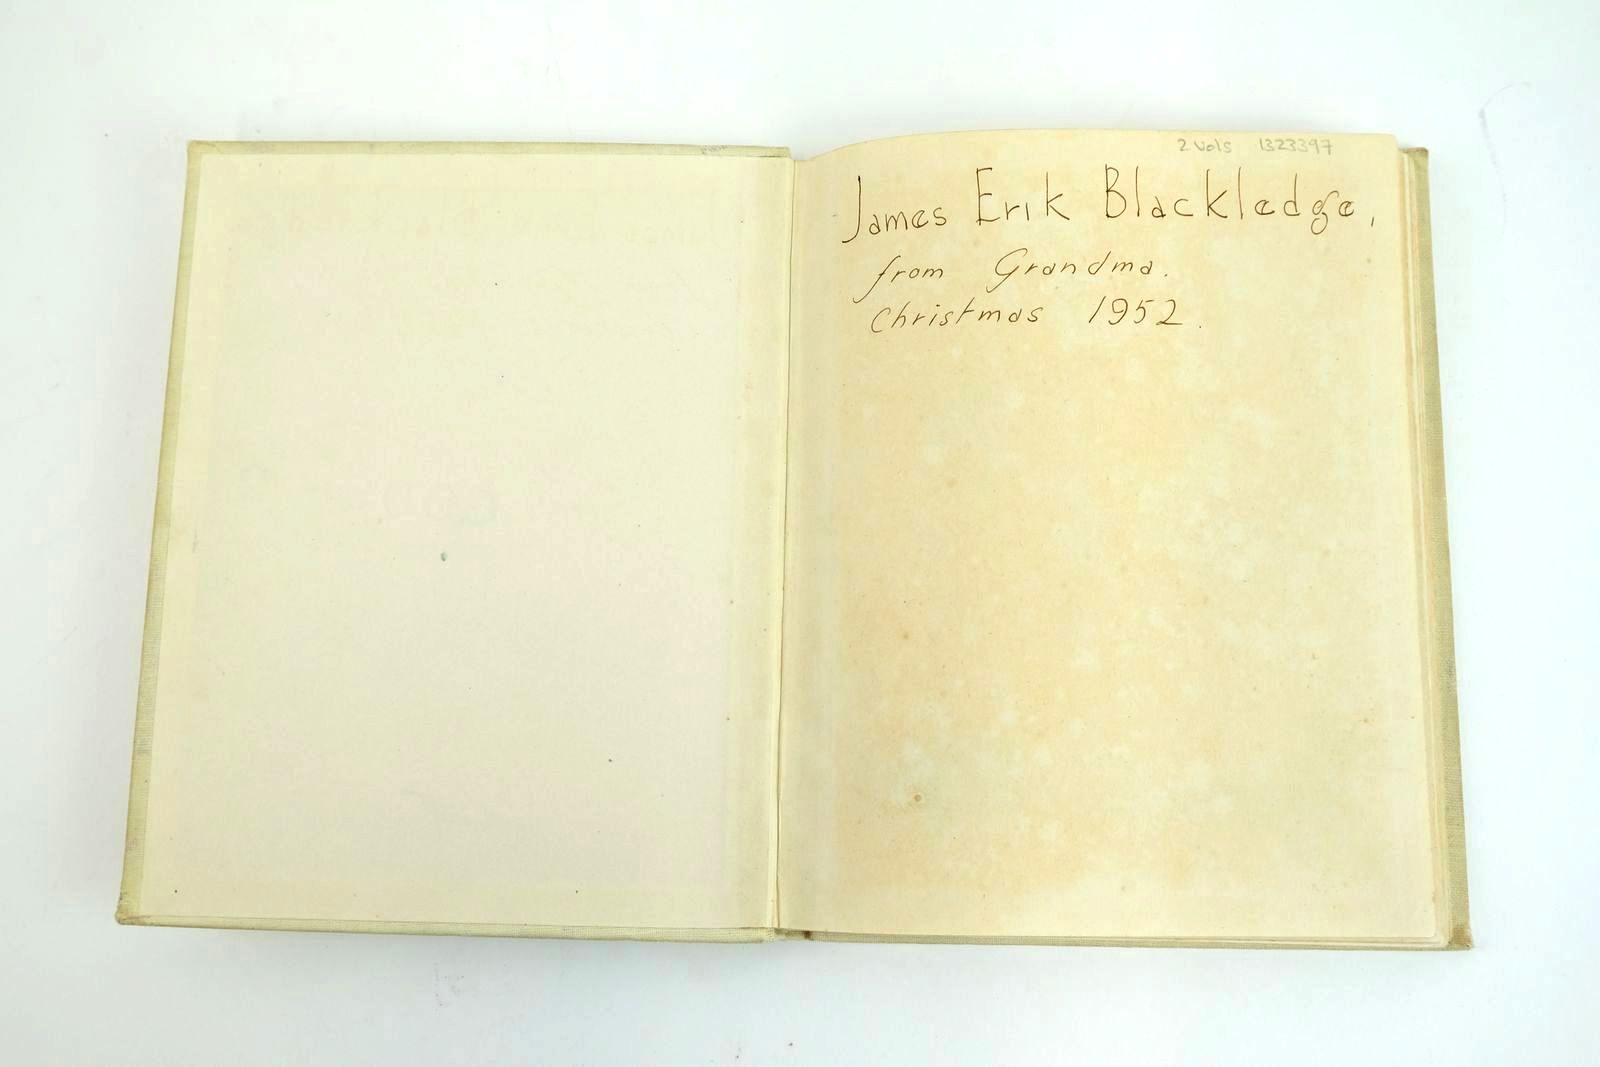 2 vols 1323397
James Erik Blackledge,
from Grandma.
Christmas 1952.